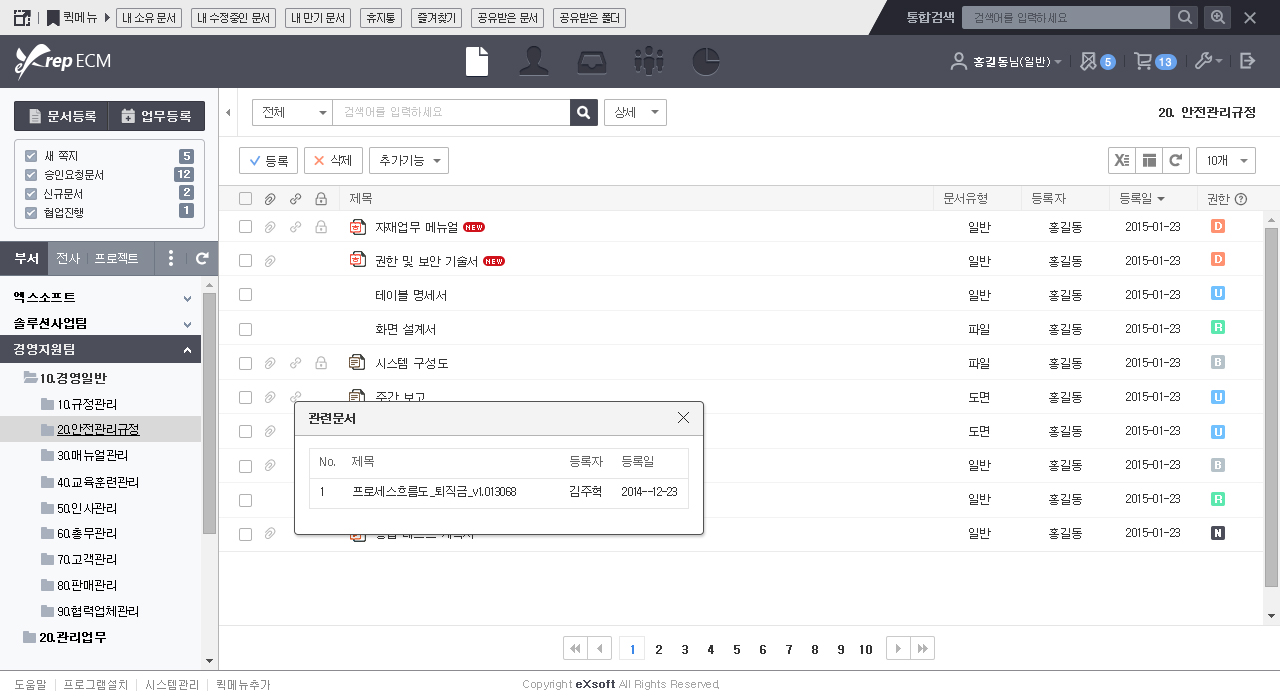 퀵메뉴 내 소유 문서 내 수정중인 문서 내 만기 문서 휴지통 즐겨찾기 공유받은 문서 공유받은 폴더 통합검색 검색어를 입력하세요
Xrep ECM 홍길동님(일반) 5 13
문서등록 업무등록
새 쪽지 5
승인요청문서 12
신규문서 2
협업진행 1
부서 전사 프로젝트
엑스소프트
솔루션사업팀
경영지원팀
10.경영일반
10.규정관리
20.안전관리규정
30.매뉴얼관리
40.교육훈련관리
50.인사관리
60.총무관리
70.고객관리
80.판매관리
90.협력업체관리
20.관리업무
전체 검색어를 입력하세요 상세 20. 안전관리규정
등록 삭제 추가기능 10개
제목 문서유형 등록자 등록일 권한
자재업무 메뉴얼 NEW 일반 홍길동 2015-01-23 D
권한 및 보안 기술서 NEW 일반 홍길동 2015-01-23 D
테이블 명세서 일반 홍길동 2015-01-23 U
화면 설계서 파일 홍길동 2015-01-23 R
시스템 구성도 파일 홍길동 2015-01-23 B
주간 보고 도면 홍길동 2015-01-23 U
도면 홍길동 2015-01-23 U
일반 홍길동 2015-01-23 B
일반 홍길동 2015-01-23 R
일반 홍길동 2015-01-23 N
관련문서
No. 제목 등록자 등록일
1 프로세스흐름도_퇴직금_v1.013068 김주혁 2014--12-23
1 2 3 4 5 6 7 8 9 10
도움말 프로그램설치 시스템관리 퀵메뉴추가 Copyright eXsoft All Rights Reserved.